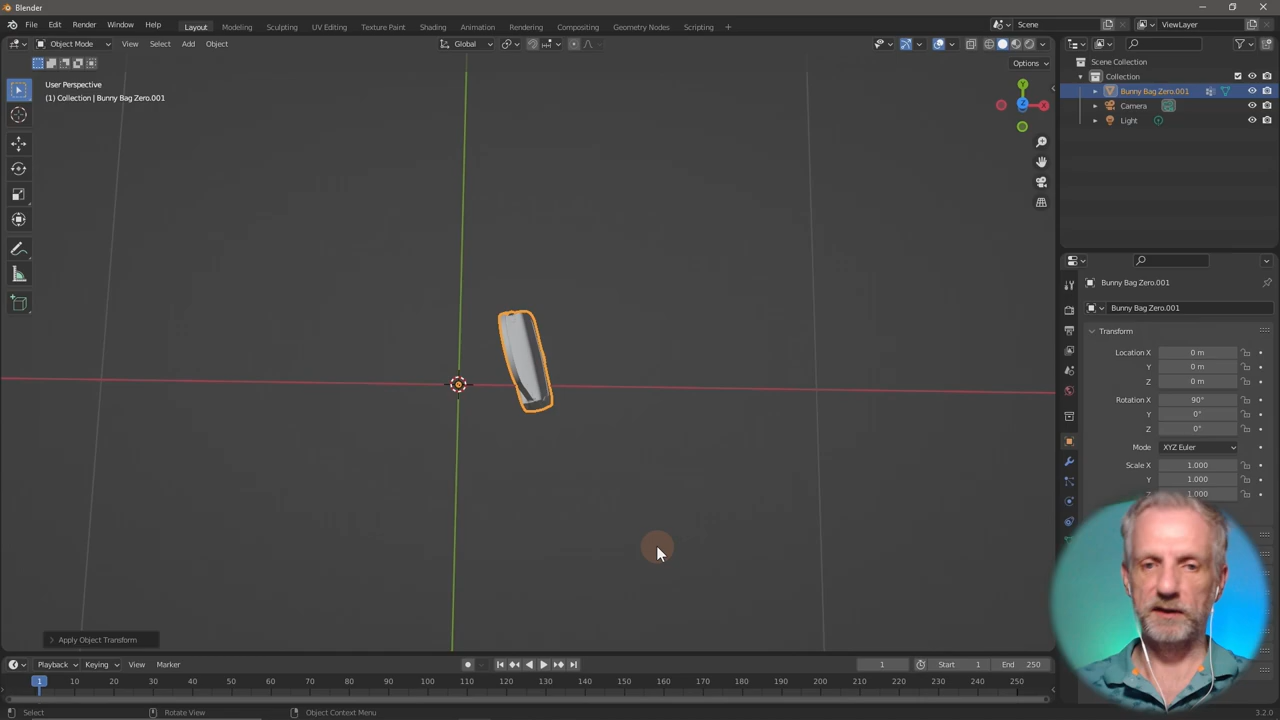 Blender
File Edit Render Window Help
Layout Modeling Sculpting UV Editing Texture Paint Shading Animation Rendering Compositing Geometry Nodes Scripting +
Scene
ViewLayer
Object Mode View Select Add Object
Global
Options
User Perspective
(1) Collection | Bunny Bag Zero.001
Y
Z
X
Scene Collection
Collection
Bunny Bag Zero.001
Camera
Light
Bunny Bag Zero.001
Bunny Bag Zero.001
Transform
Location X 0 m
Y 0 m
Z 0 m
Rotation X 90°
Y 0°
Z 0°
Mode XYZ Euler
Scale X 1.000
Y 1.000
Z 1.000
Apply Object Transform
Playback Keying View Marker
1 Start 1 End 250
1 10 20 30 40 50 60 70 80 90 100 110 120 130 140 150 160 170 180 190 200 210 220 230 240 250
Select Rotate View Object Context Menu
3.2.0